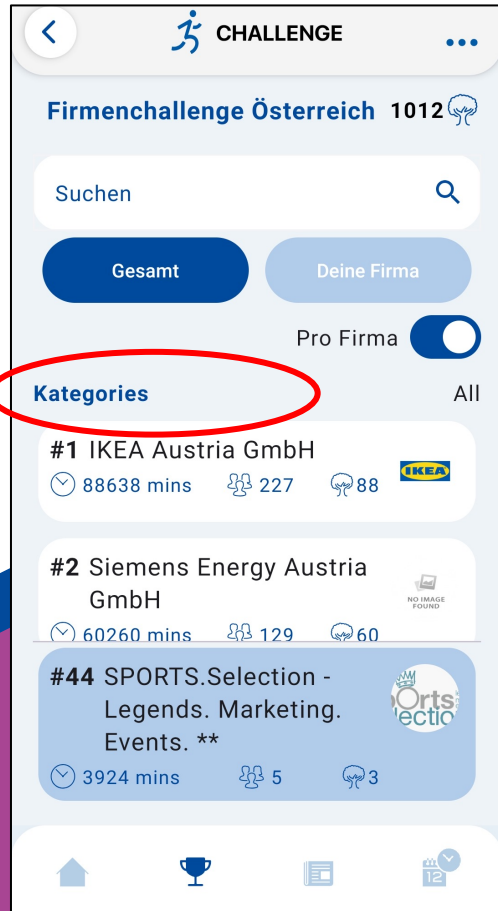 CHALLENGE
Firmenchallenge Österreich 1012
Suchen
Gesamt
Deine Firma
Pro Firma
Kategories
All
#1 IKEA Austria GmbH
IKEA
88638 mins 227 88
#2 Siemens Energy Austria
GmbH
NO IMAGE
FOUND
60260 mins 129 60
#44 SPORTS.Selection -
Legends. Marketing.
Events. **
3924 mins 5 3
12